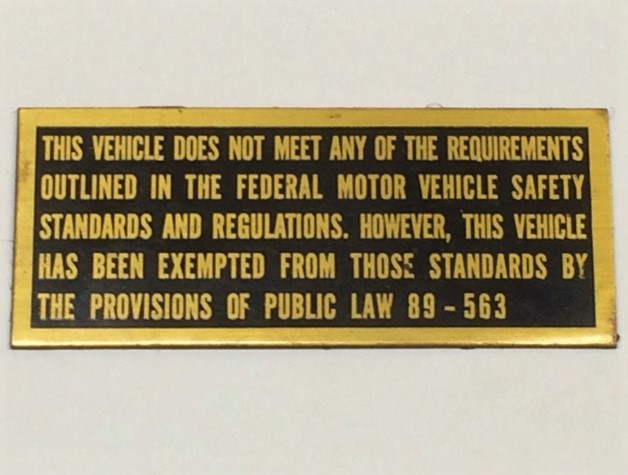 THIS VEHICLE DOES NOT MEET ANY OF THE REQUIREMENTS
OUTLINED IN THE FEDERAL MOTOR VEHICLE SAFETY
STANDARDS AND REGULATIONS. HOWEVER, THIS VEHICLE
HAS BEEN EXEMPTED FROM THOSE STANDARDS BY
THE PROVISIONS OF PUBLIC LAW 89-563